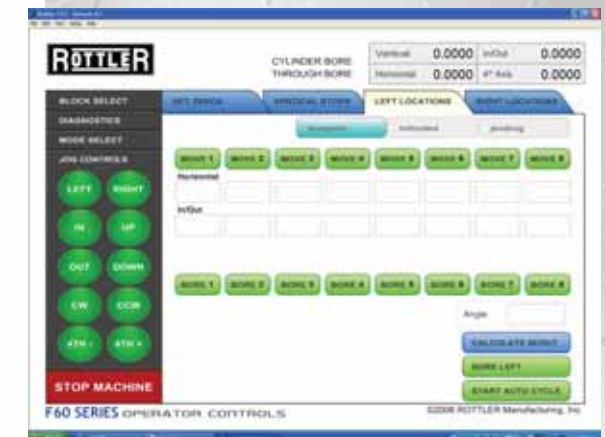 ROTTLER
CYLINDER BORE
THROUGH BORE
Vertical 0.0000 In/Out 0.0000
Horizontal 0.0000 4th Axis 0.0000
BLOCK SELECT
DIAGNOSTICS
MODE SELECT
JOG CONTROLS
LEFT RIGHT
IN UP
OUT DOWN
CW CCW
4TH - 4TH +
STOP MACHINE
VERTICAL STOPS LEFT LOCATIONS RIGHT LOCATIONS
MOVE 1 MOVE 2 MOVE 3 MOVE 4 MOVE 5 MOVE 6 MOVE 7 MOVE 8
Horizontal
In/Out
BORE 1 BORE 2 BORE 3 BORE 4 BORE 5 BORE 6 BORE 7 BORE 8
Angle
BORE LEFT
START AUTO CYCLE
F60 SERIES OPERATOR CONTROLS
©2006 ROTTLER Manufacturing, Inc